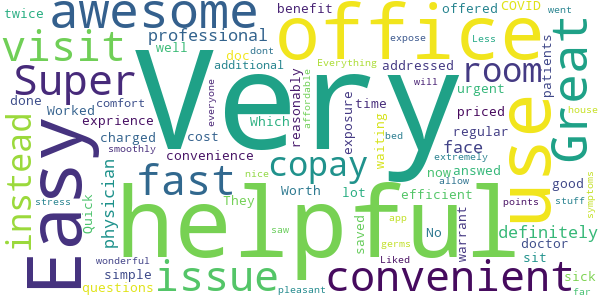 twice
awesome
benefit
offered
COVID
went
visit
professional
office
Less
expose
well
doc
dont
Everything
additional
addressed
will
Super
Very
room
patients
Great
done
Worked
comfort
everyone
reasonably
affordable
urgent
exprience
charged
cost
Which
exposure
time
priced
house
smoothly
convenience
copay
waiting
face
regular
Easy
instead
physician
fast
nice
Worth
bed
extremely
use
now
answed
good
symptoms
stress
Quick
helpful
They
lot
efficient
allow
points
stuff
saved
app
No
warrant
definitely
saw
doctor
wonderful
simple
issue
germs
Liked
convenient
sit
sick
questions
pleasant
far